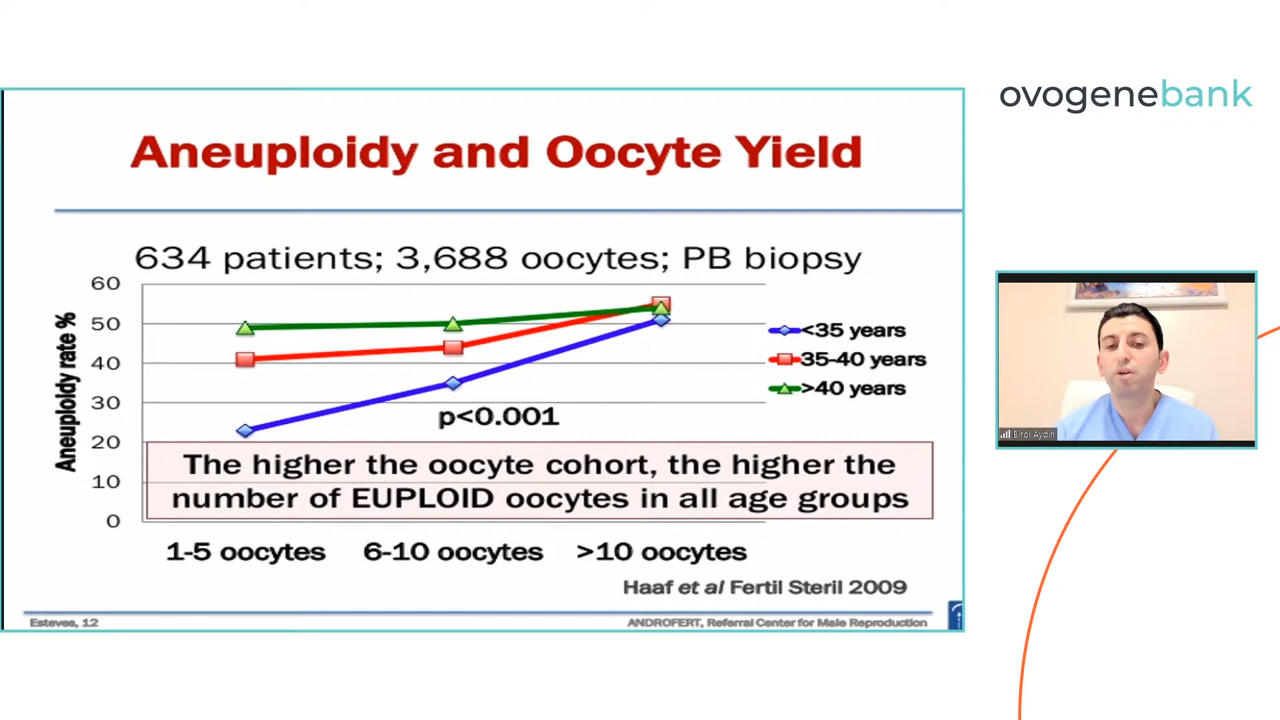 ovogenebank
Aneuploidy and Oocyte Yield
634 patients; 3,688 oocytes; PB biopsy
Aneuploidy rate %
60
50
40
30
20
10
0
<35 years
35-40 years
>40 years
p<0.001
The higher the oocyte cohort, the higher the
number of EUPLOID oocytes in all age groups
1-5 oocytes 6-10 oocytes >10 oocytes
Haaf et al Fertil Steril 2009
Esteves, 12
ANDROFERT, Referral Center for Male Reproduction
Birol Aydin